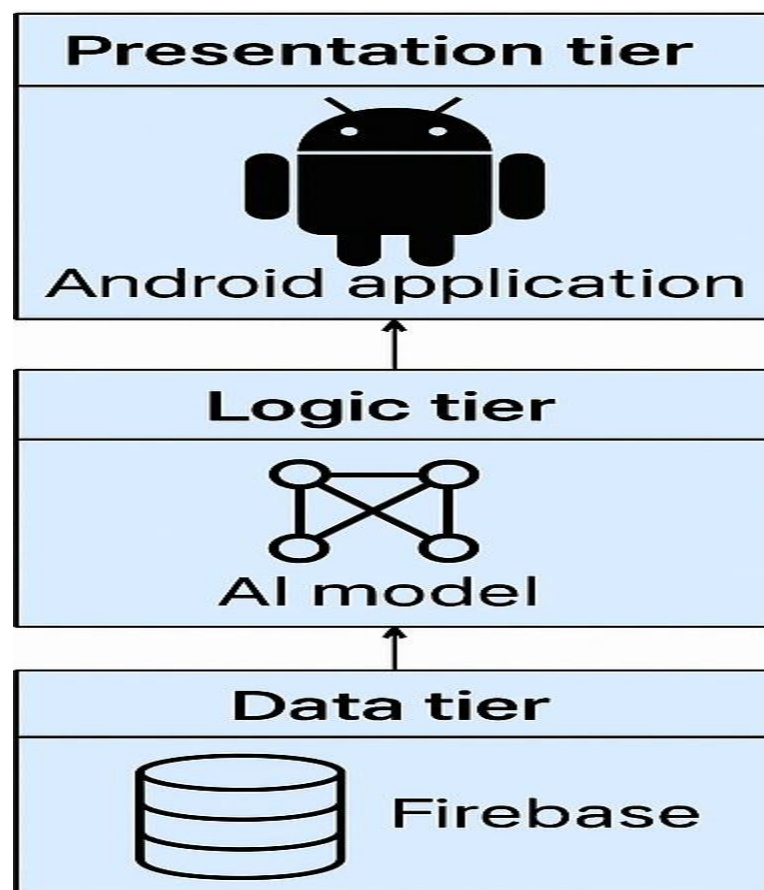 Presentation tier
Android application
Logic tier
AI model
Data tier
Firebase